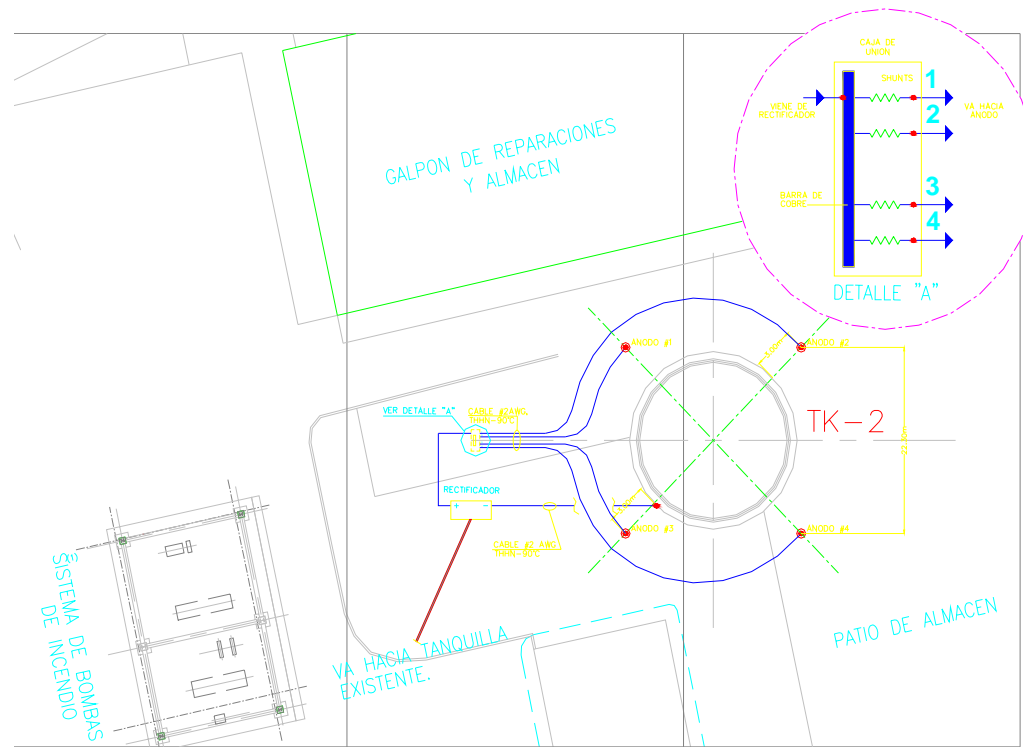 CAJA DE
UNION
SHUNTS
1
VIENE DE
RECTIFICADOR
VA HACIA
ANODO
2
BARRA DE
COBRE
3
4
DETALLE "A"
GALPON DE REPARACIONES
Y ALMACEN
ANODO #1
ANODO #2
VER DETALLE "A"
CABLE #2AWG,
THHN-90°C
TK-2
RECTIFICADOR
+ -
ANODO #3
ANODO #4
CABLE #2 AWG
THHN-90°C
SISTEMA DE BOMBAS
DE INCENDIO
VA HACIA TANQUILLA
EXISTENTE.
PATIO DE ALMACEN